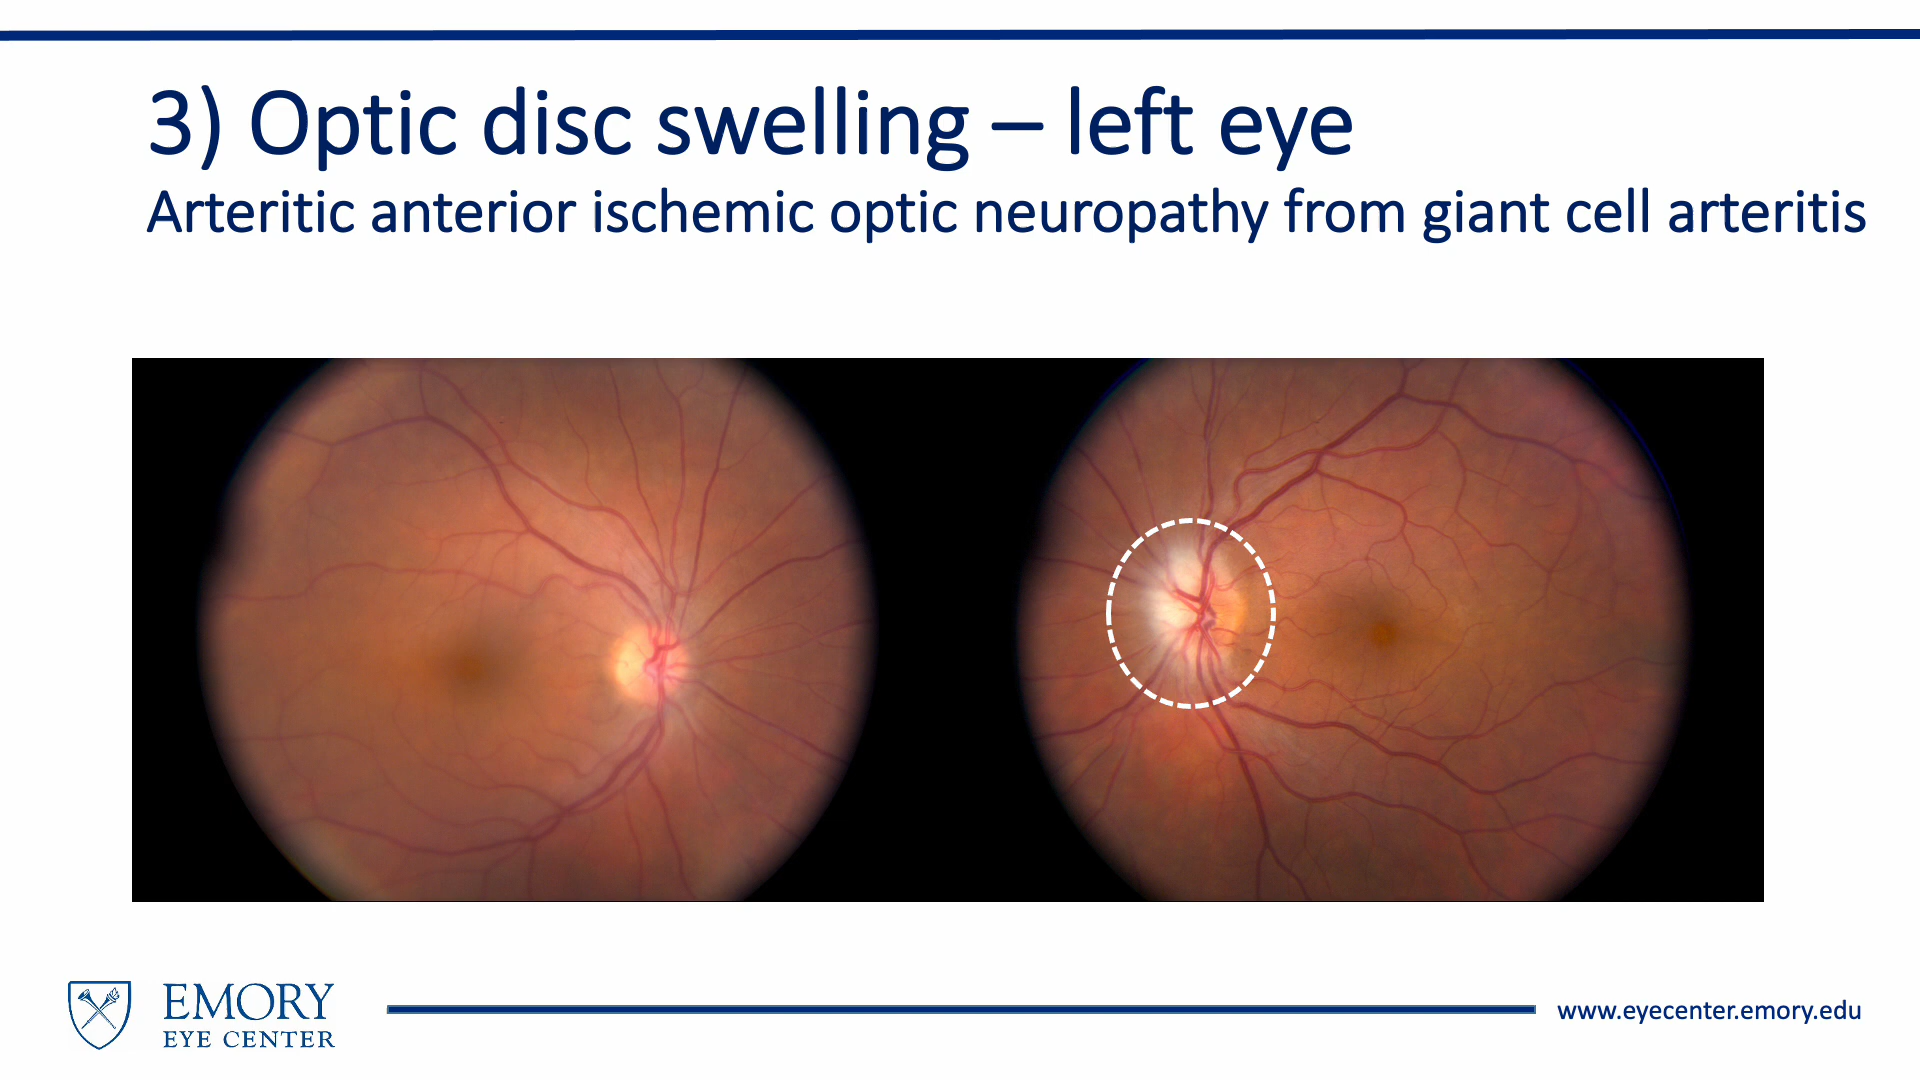 3) Optic disc swelling – left eye
Arteritic anterior ischemic optic neuropathy from giant cell arteritis
EMORY
EYE CENTER
www.eyecenter.emory.edu